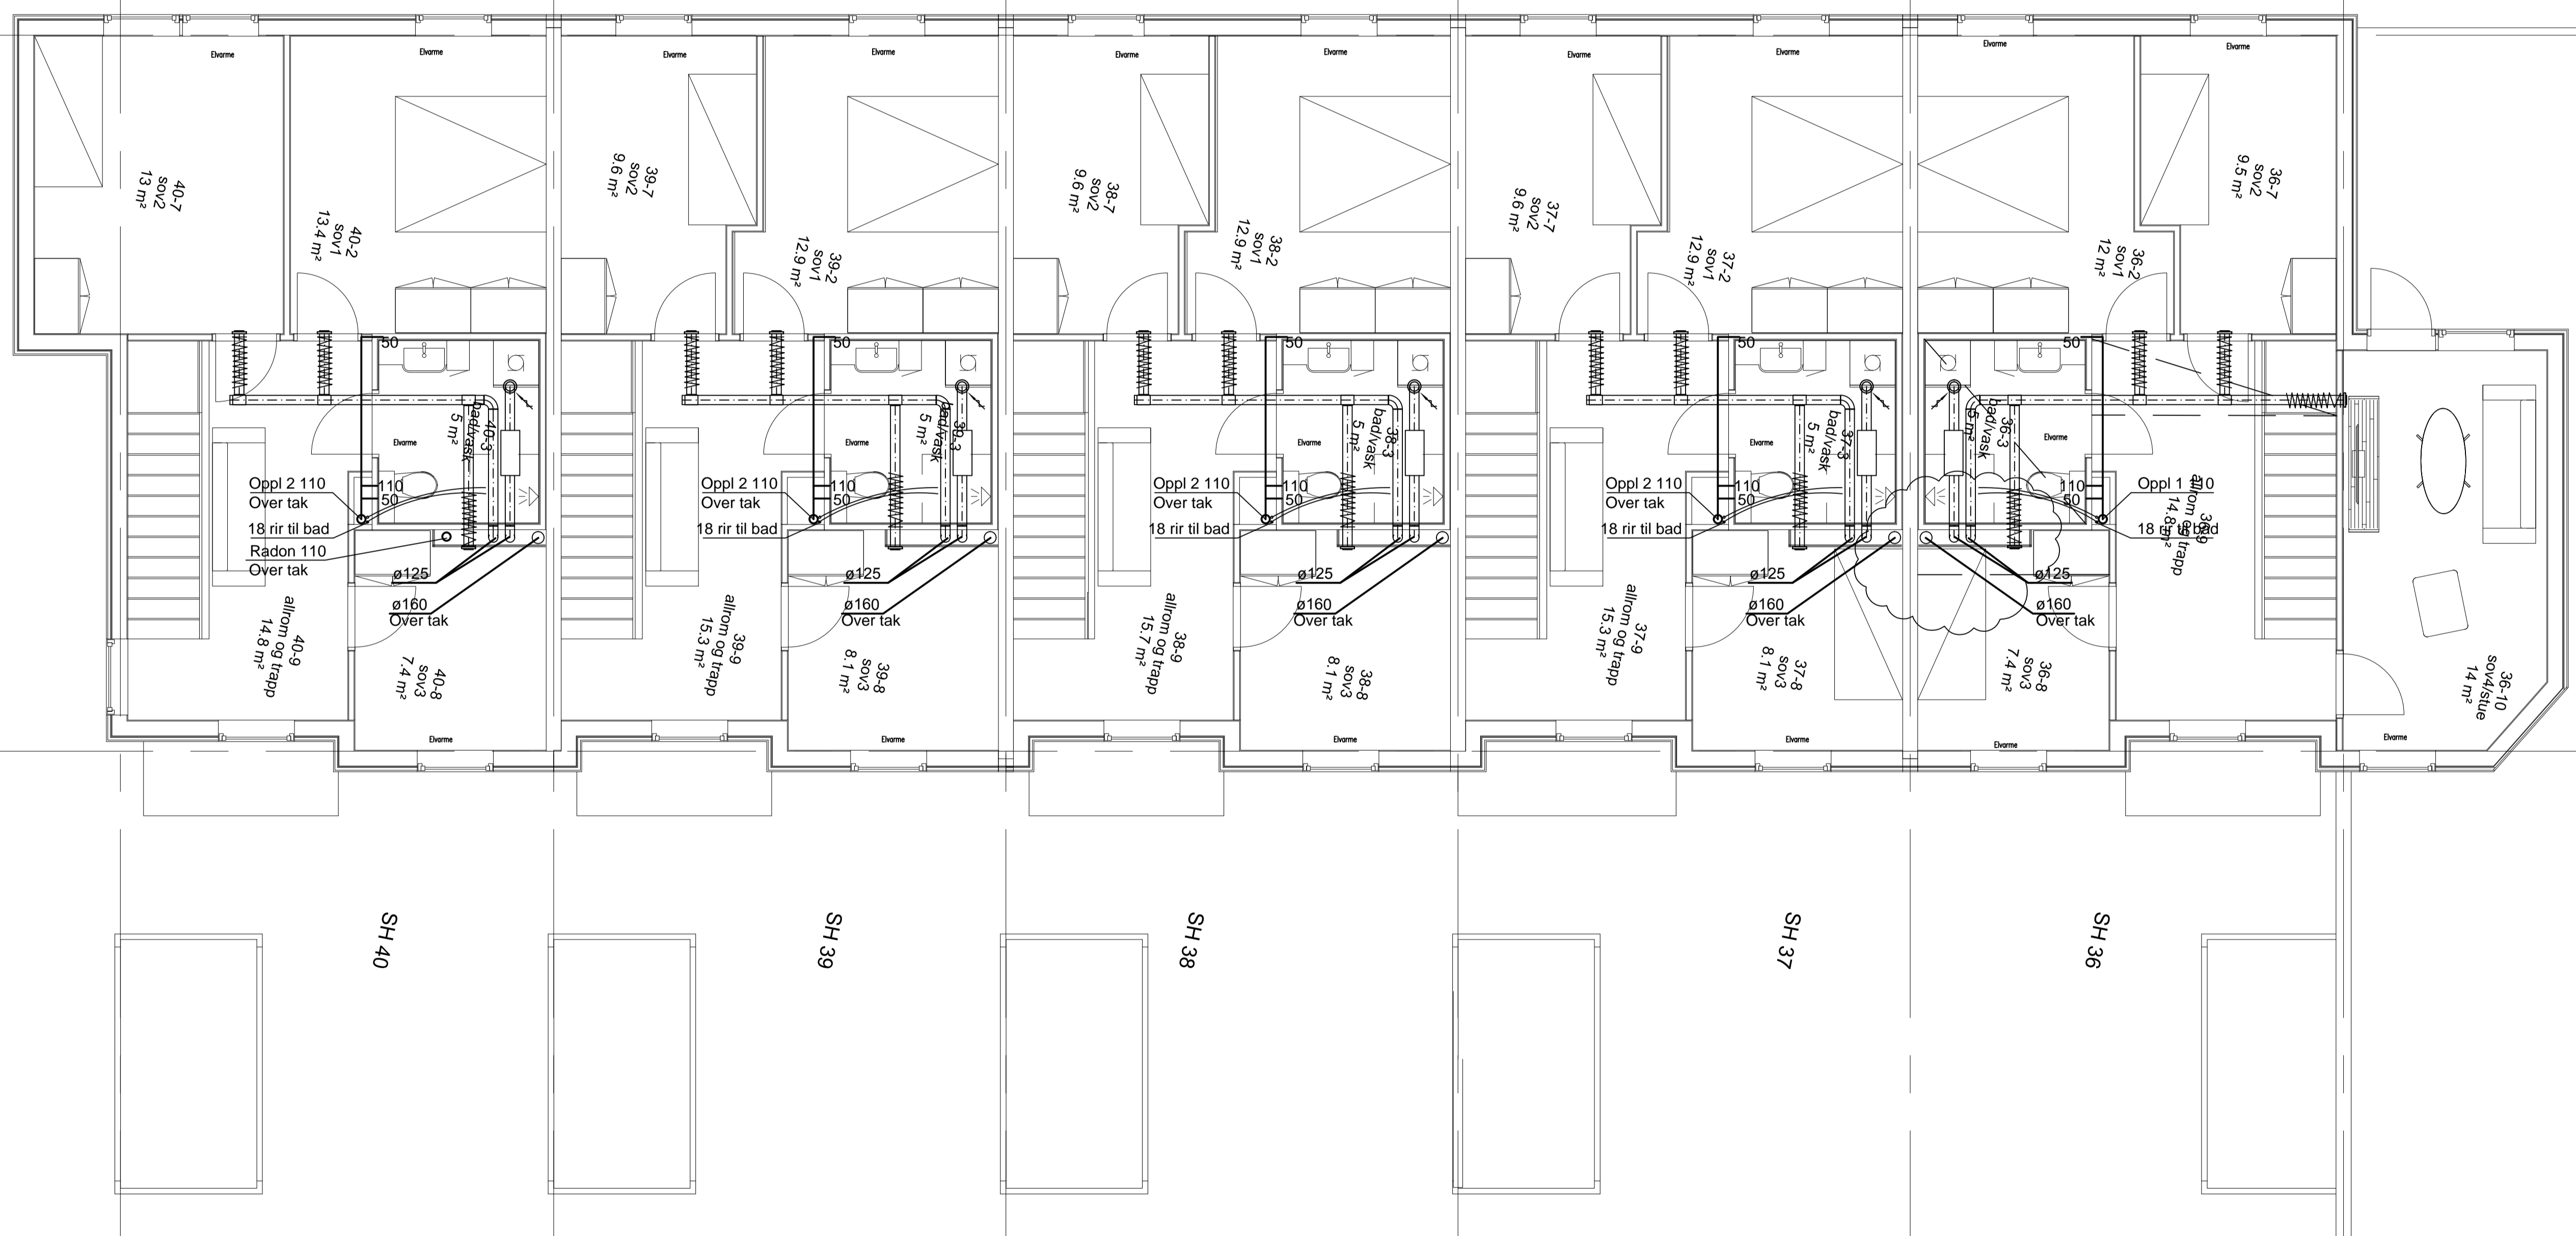 Elvarme
Elvarme
Elvarme
Elvarme
Elvarme
Elvarme
Elvarme
Elvarme
Elvarme
Elvarme
40-7
sov2
13 m²
40-2
sov1
13.4 m²
39-7
sov2
9.6 m²
39-2
sov1
12.9 m²
38-7
sov2
9.6 m²
38-2
sov1
12.9 m²
37-7
sov2
9.6 m²
37-2
sov1
12.9 m²
36-2
sov1
12 m²
36-7
sov2
9.5 m²
50
50
50
50
50
40-3
bad/vask
5 m²
39-3
bad/vask
5 m²
38-3
bad/vask
5 m²
37-3
bad/vask
5 m²
36-3
bad/vask
5 m²
Elvarme
Elvarme
Elvarme
Elvarme
Elvarme
Oppl 2 110
Over tak
18 rir til bad
Radon 110
Over tak
110
50
Oppl 2 110
Over tak
18 rir til bad
110
50
Oppl 2 110
Over tak
18 rir til bad
110
50
Oppl 2 110
Over tak
18 rir til bad
110
50
110
50
Oppl 1 110
18 rir til bad
36-9
allrom og trapp
14.8 m²
ø125
ø160
Over tak
ø125
ø160
Over tak
ø125
ø160
Over tak
ø125
ø160
Over tak
ø125
ø160
Over tak
40-9
allrom og trapp
14.8 m²
40-8
sov3
7.4 m²
39-9
allrom og trapp
15.3 m²
39-8
sov3
8.1 m²
38-9
allrom og trapp
15.7 m²
38-8
sov3
8.1 m²
37-9
allrom og trapp
15.3 m²
37-8
sov3
8.1 m²
36-8
sov3
7.4 m²
36-10
sov4/stue
14 m²
Elvarme
Elvarme
Elvarme
Elvarme
Elvarme
Elvarme
SH 40
SH 39
SH 38
SH 37
SH 36